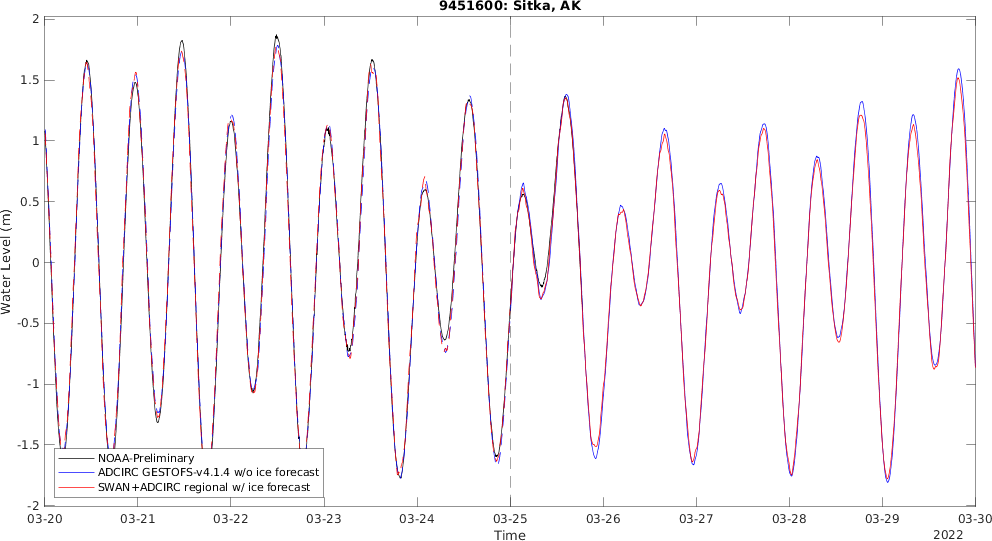 9451600: Sitka, AK
Water Level (m)
2
1.5
1
0.5
0
-0.5
-1
-1.5
-2
NOAA-Preliminary
ADCIRC GESTOFS-v4.1.4 w/o ice forecast
SWAN+ADCIRC regional w/ ice forecast
03-20 03-21 03-22 03-23 03-24 03-25 03-26 03-27 03-28 03-29 03-30
Time
2022